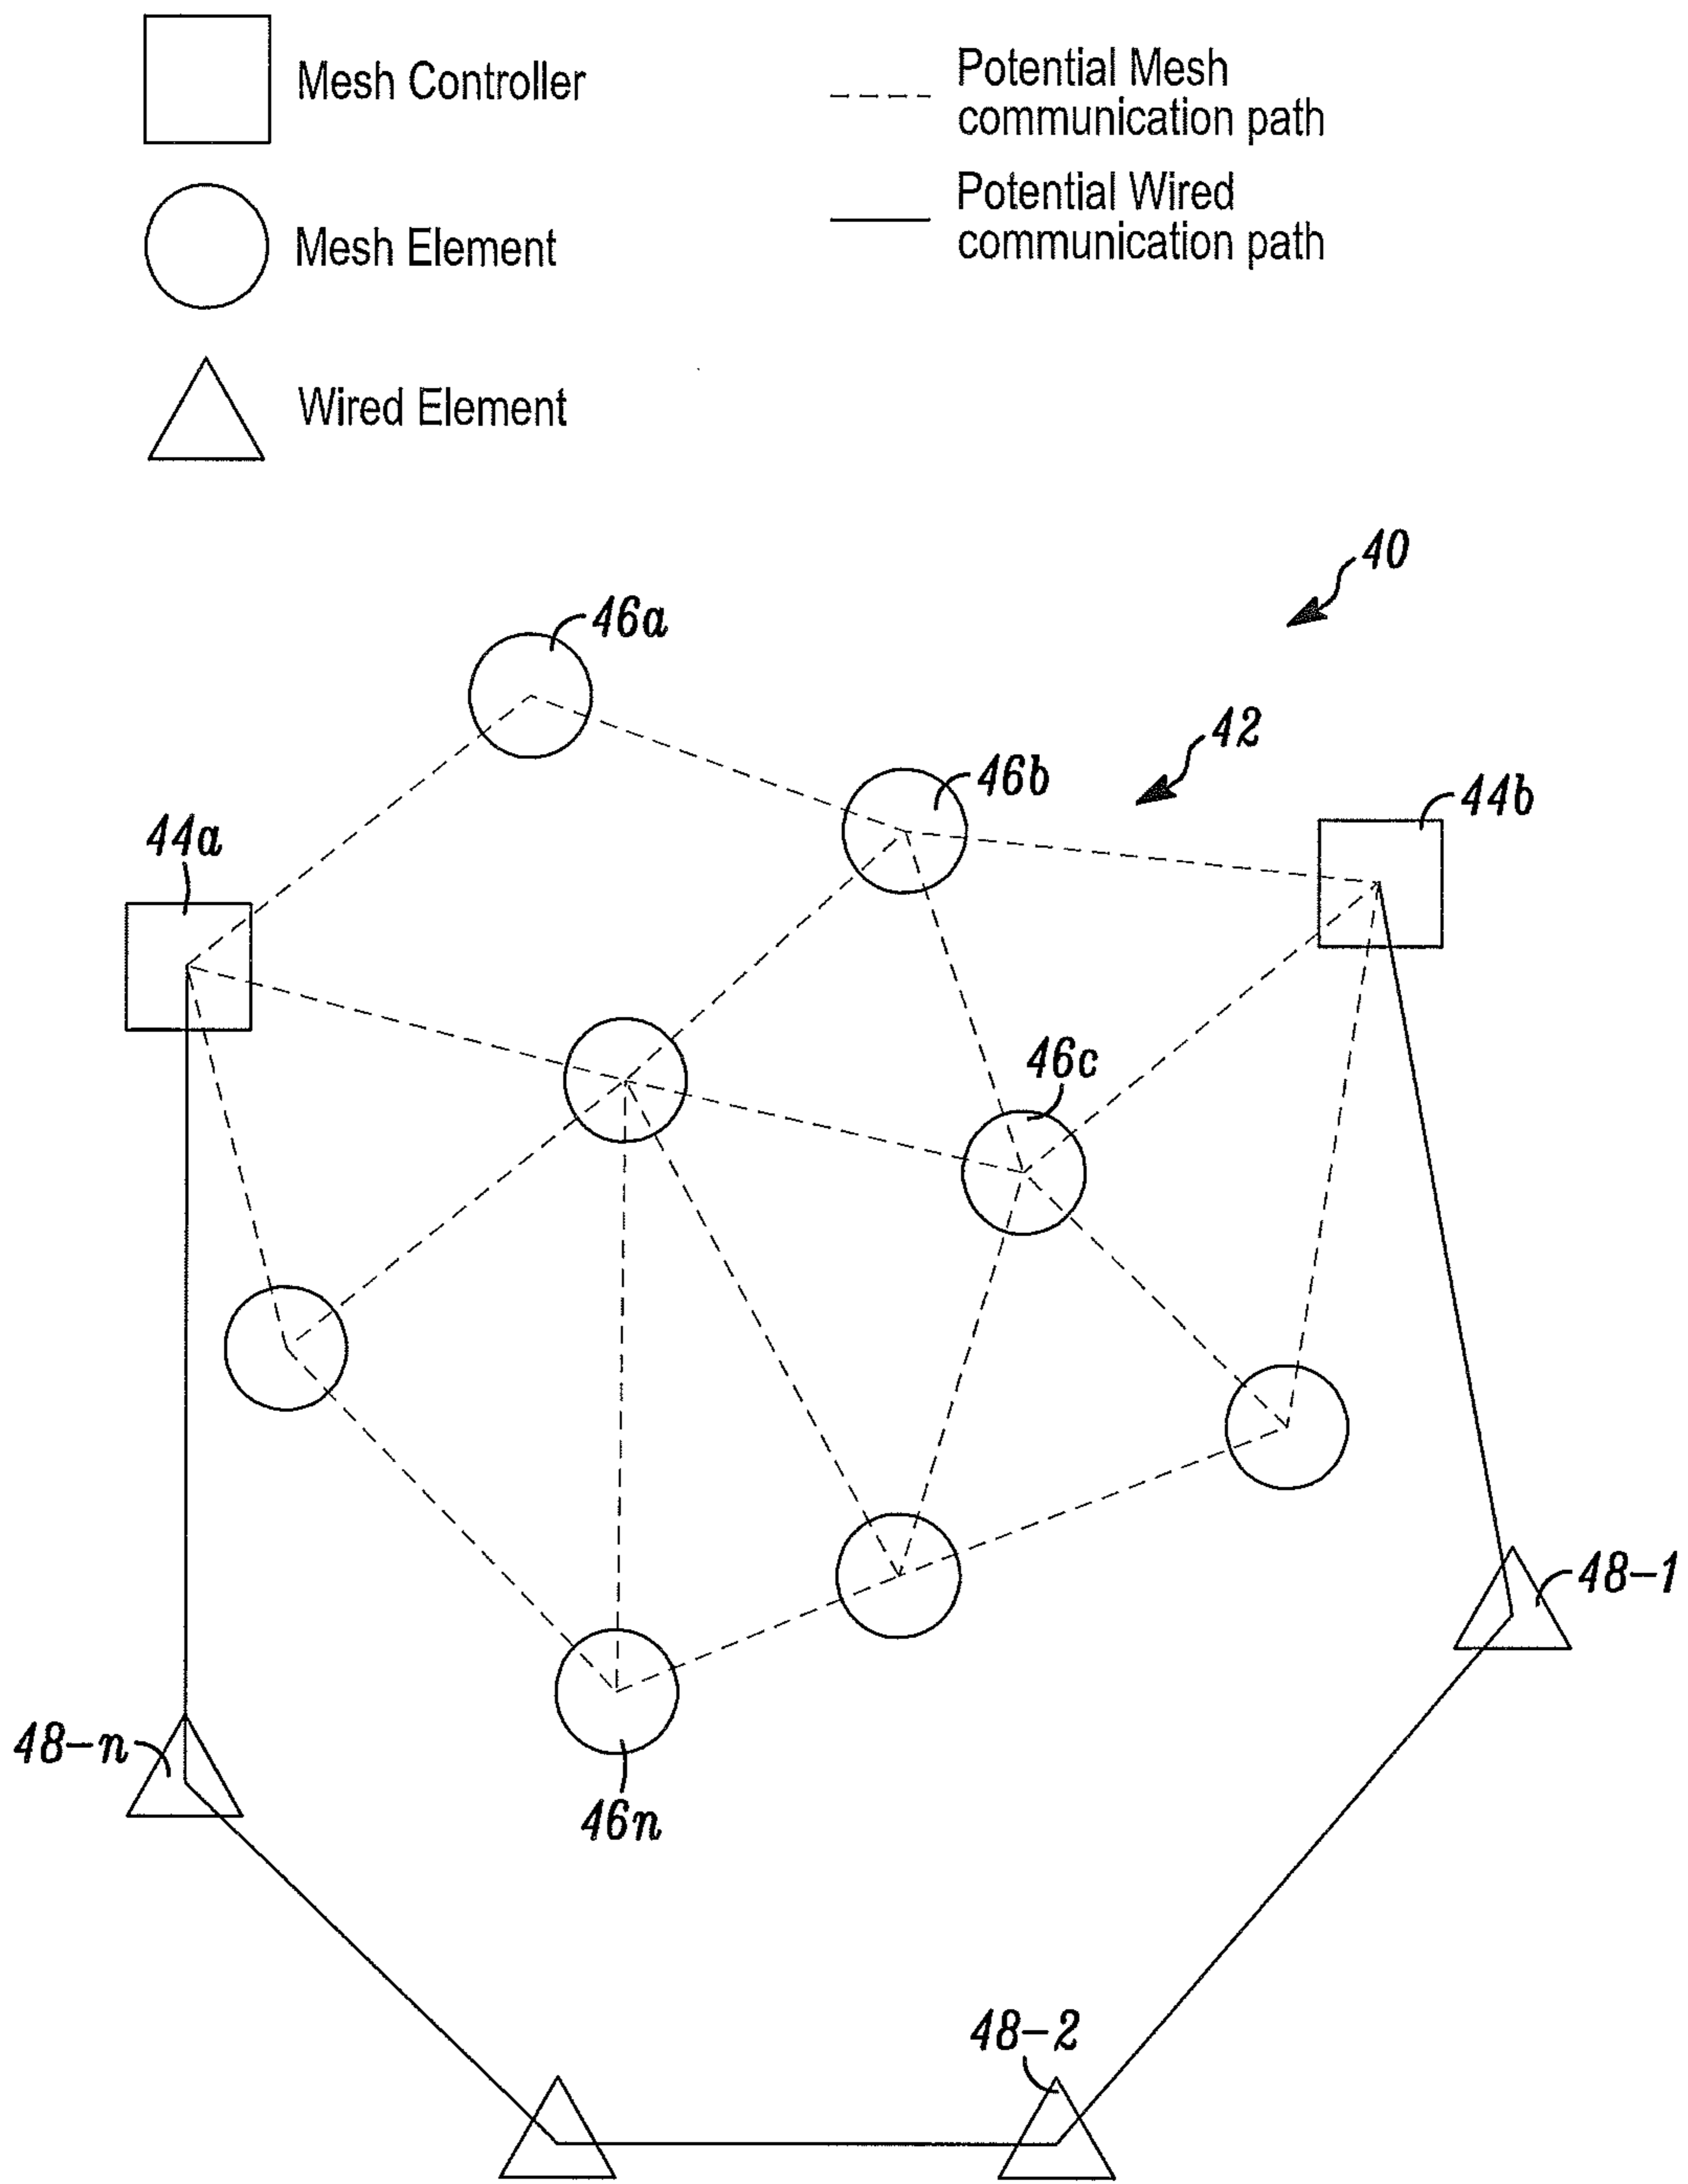 Mesh Controller
Potential Mesh
communication path
Mesh Element
Potential Wired
communication path
Wired Element
40
46a
42
46b
44b
44a
46c
48-1
48-n
46n
48-2